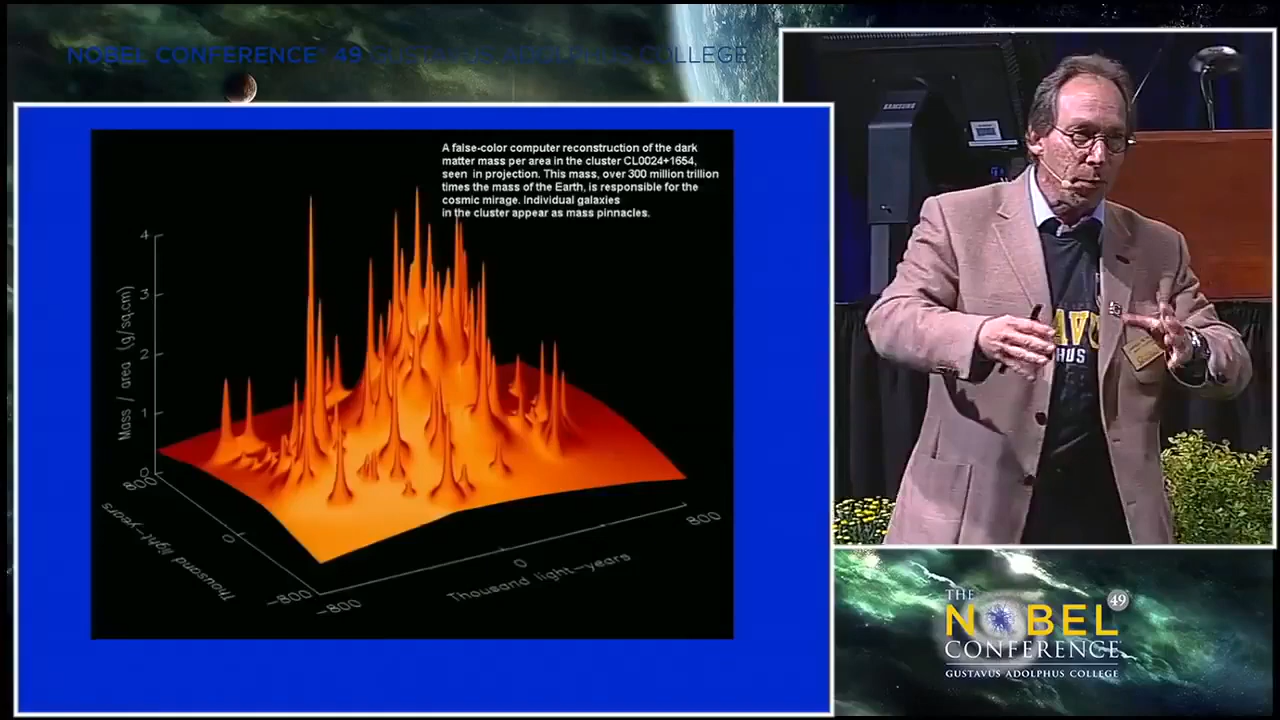 NOBEL CONFERENCE 49 GUSTAVUS ADOLPHUS COLLEGE
A false-color computer reconstruction of the dark
matter mass per area in the cluster CL0024+1654,
seen in projection. This mass, over 300 million trillion
times the mass of the Earth, is responsible for the
cosmic mirage. Individual galaxies
in the cluster appear as mass pinnacles.
4
3
2
1
0
Mass / area (g/sq.cm)
800
0
-800
Thousand light-years
-800
0
800
Thousand light-years
SAMSUNG
AVU
HUS
THE
NOBEL
49
CONFERENCE
GUSTAVUS ADOLPHUS COLLEGE